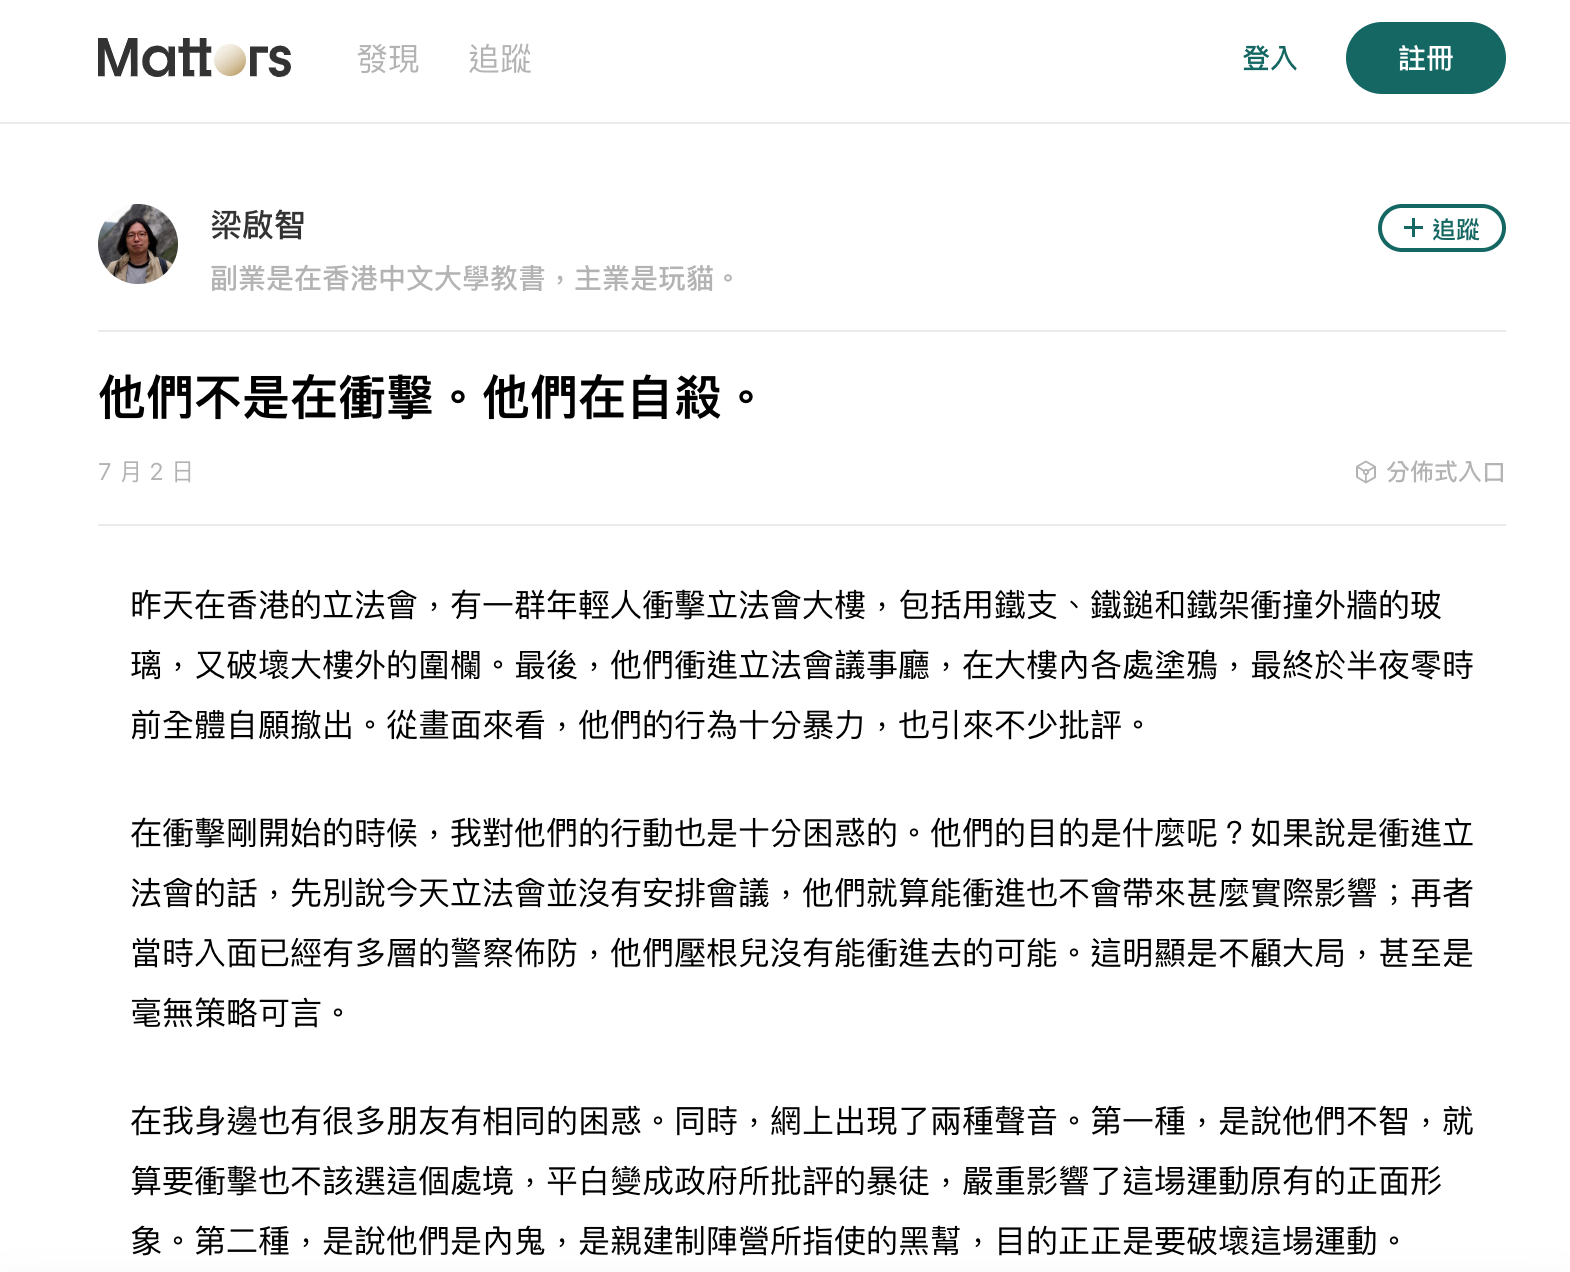 Matters
發現
追蹤
登入
註冊
梁啟智
+ 追蹤
副業是在香港中文大學教書，主業是玩貓。
他們不是在衝擊。他們在自殺。
7 月 2 日
分佈式入口
昨天在香港的立法會，有一群年輕人衝擊立法會大樓，包括用鐵支、鐵鎚和鐵架衝撞外牆的玻
璃，又破壞大樓外的圍欄。最後，他們衝進立法會議事廳，在大樓內各處塗鴉，最終於半夜零時
前全體自願撤出。從畫面來看，他們的行為十分暴力，也引來不少批評。
在衝擊剛開始的時候，我對他們的行動也是十分困惑的。他們的目的是什麼呢？如果說是衝進立
法會的話，先別說今天立法會並沒有安排會議，他們就算能衝進也不會帶來甚麼實際影響；再者
當時入面已經有多層的警察佈防，他們壓根兒沒有能衝進去的可能。這明顯是不顧大局，甚至是
毫無策略可言。
在我身邊也有很多朋友有相同的困惑。同時，網上出現了兩種聲音。第一種，是說他們不智，就
算要衝擊也不該選這個處境，平白變成政府所批評的暴徒，嚴重影響了這場運動原有的正面形
象。第二種，是說他們是內鬼，是親建制陣營所指使的黑幫，目的正正是要破壞這場運動。